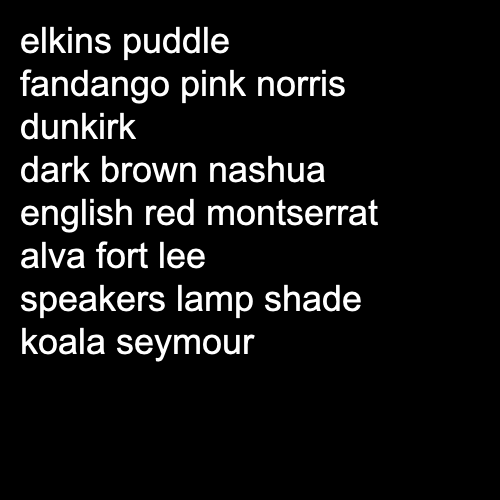 elkins puddle
fandango pink norris
dunkirk
dark brown nashua
english red montserrat
alva fort lee
speakers lamp shade
koala seymour